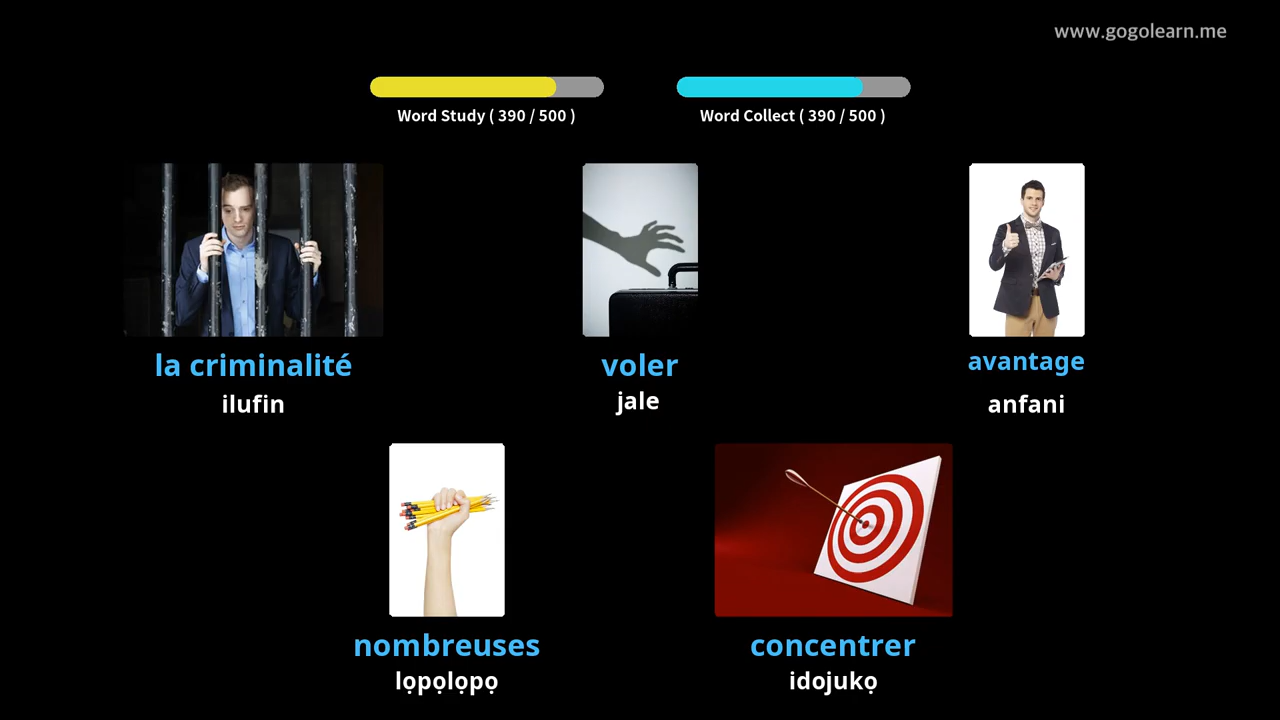 www.gogolearn.me
Word Study ( 390 / 500 )
Word Collect ( 390 / 500 )
la criminalité
ilufin
voler
jale
avantage
anfani
nombreuses
lọpọlọpọ
concentrer
idojukọ